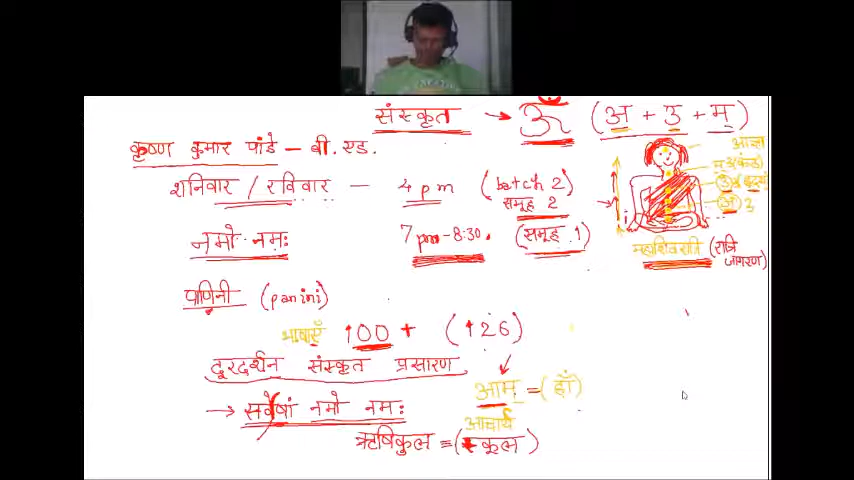 संस्कृत → ॐ (अ + उ + म्)
कृष्ण कुमार पांडे – बी. एड.
शनिवार / रविवार – 4 pm (batch 2)
समूह 2
नमो नमः 7 pm - 8:30. (समूह 1)
महाशिवरात्रि (रात्रि
जागरण)
पाणिनी (panini)
भाषाएँ 100 + (126)
दूरदर्शन संस्कृत प्रसारण
आम् = (हाँ)
→ सर्वेषां नमो नमः
आचार्य
ऋषिकुल = (स्कूल)